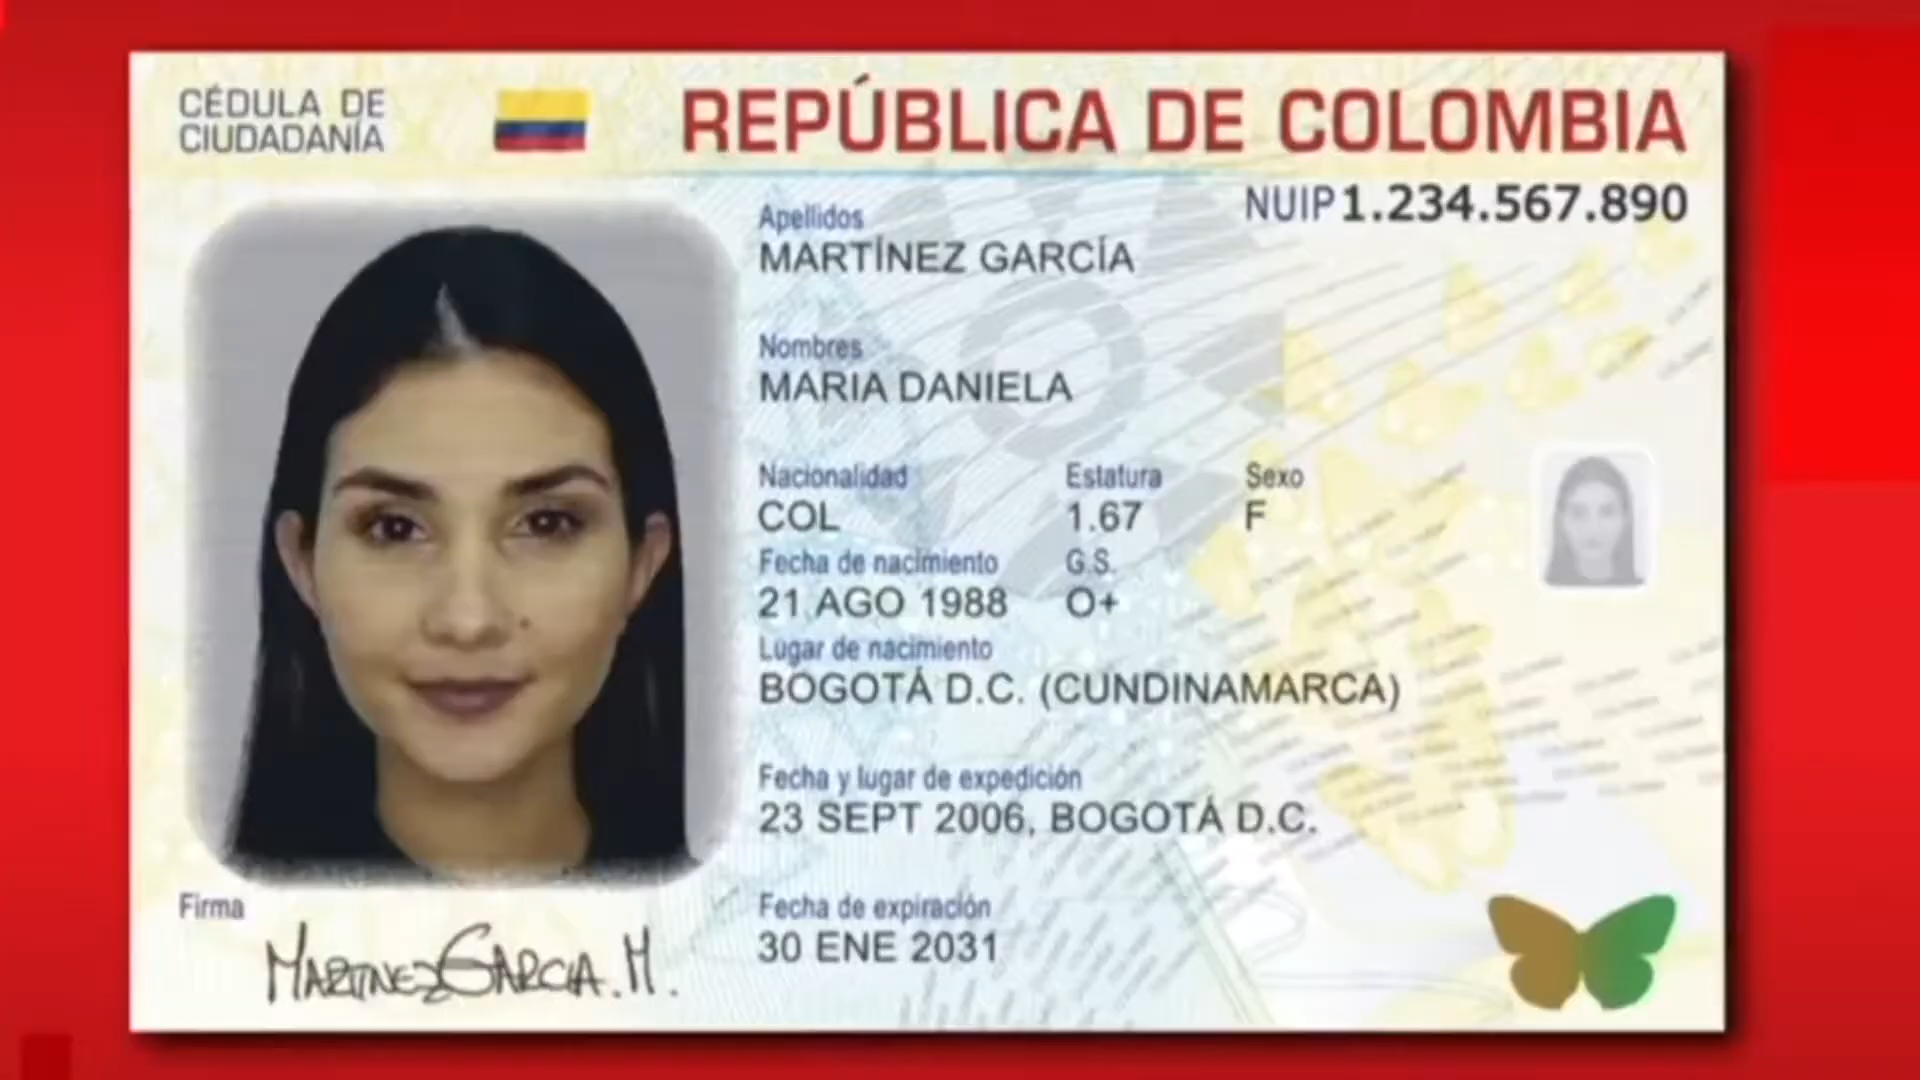 CÉDULA DE
CIUDADANÍA
REPÚBLICA DE COLOMBIA
NUIP 1.234.567.890
Apellidos
MARTÍNEZ GARCÍA
Nombres
MARIA DANIELA
Nacionalidad Estatura Sexo
COL 1.67 F
Fecha de nacimiento G.S.
21 AGO 1988 O+
Lugar de nacimiento
BOGOTÁ D.C. (CUNDINAMARCA)
Fecha y lugar de expedición
23 SEPT 2006, BOGOTÁ D.C.
Fecha de expiración
30 ENE 2031
Firma
MARTINEZ GARCIA. M.